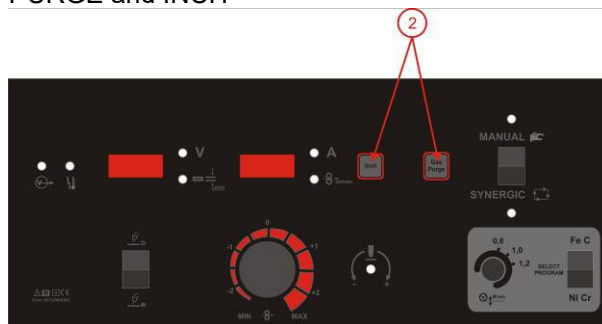 PURGE and INCH
2
V
A
Inch
Gas
Purge
MANUAL
SYNERGIC
0
-1
+1
-2
+2
MIN
MAX
-
+
0,8
1,0
1,2
SELECT
PROGRAM
Fe C
Ni Cr